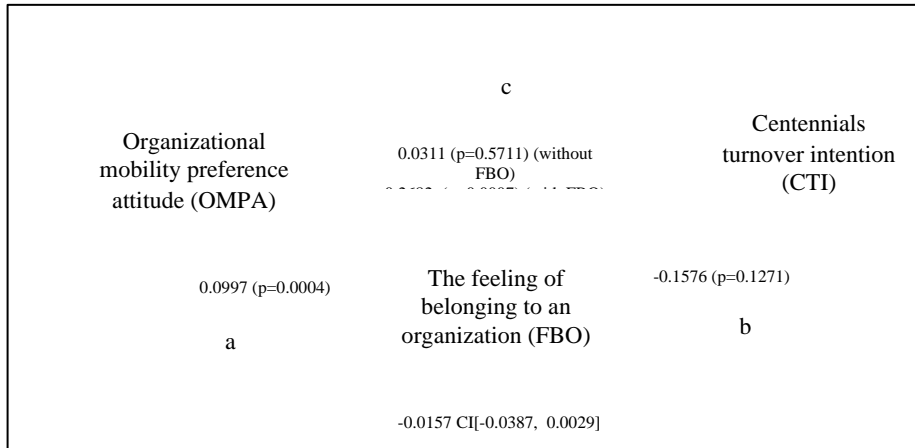 c
Organizational
mobility preference
attitude (OMPA)
0.0311 (p=0.5711) (without
FBO)
Centennials
turnover intention
(CTI)
0.0997 (p=0.0004)
a
The feeling of
belonging to an
organization (FBO)
-0.1576 (p=0.1271)
b
-0.0157 CI[-0.0387, 0.0029]